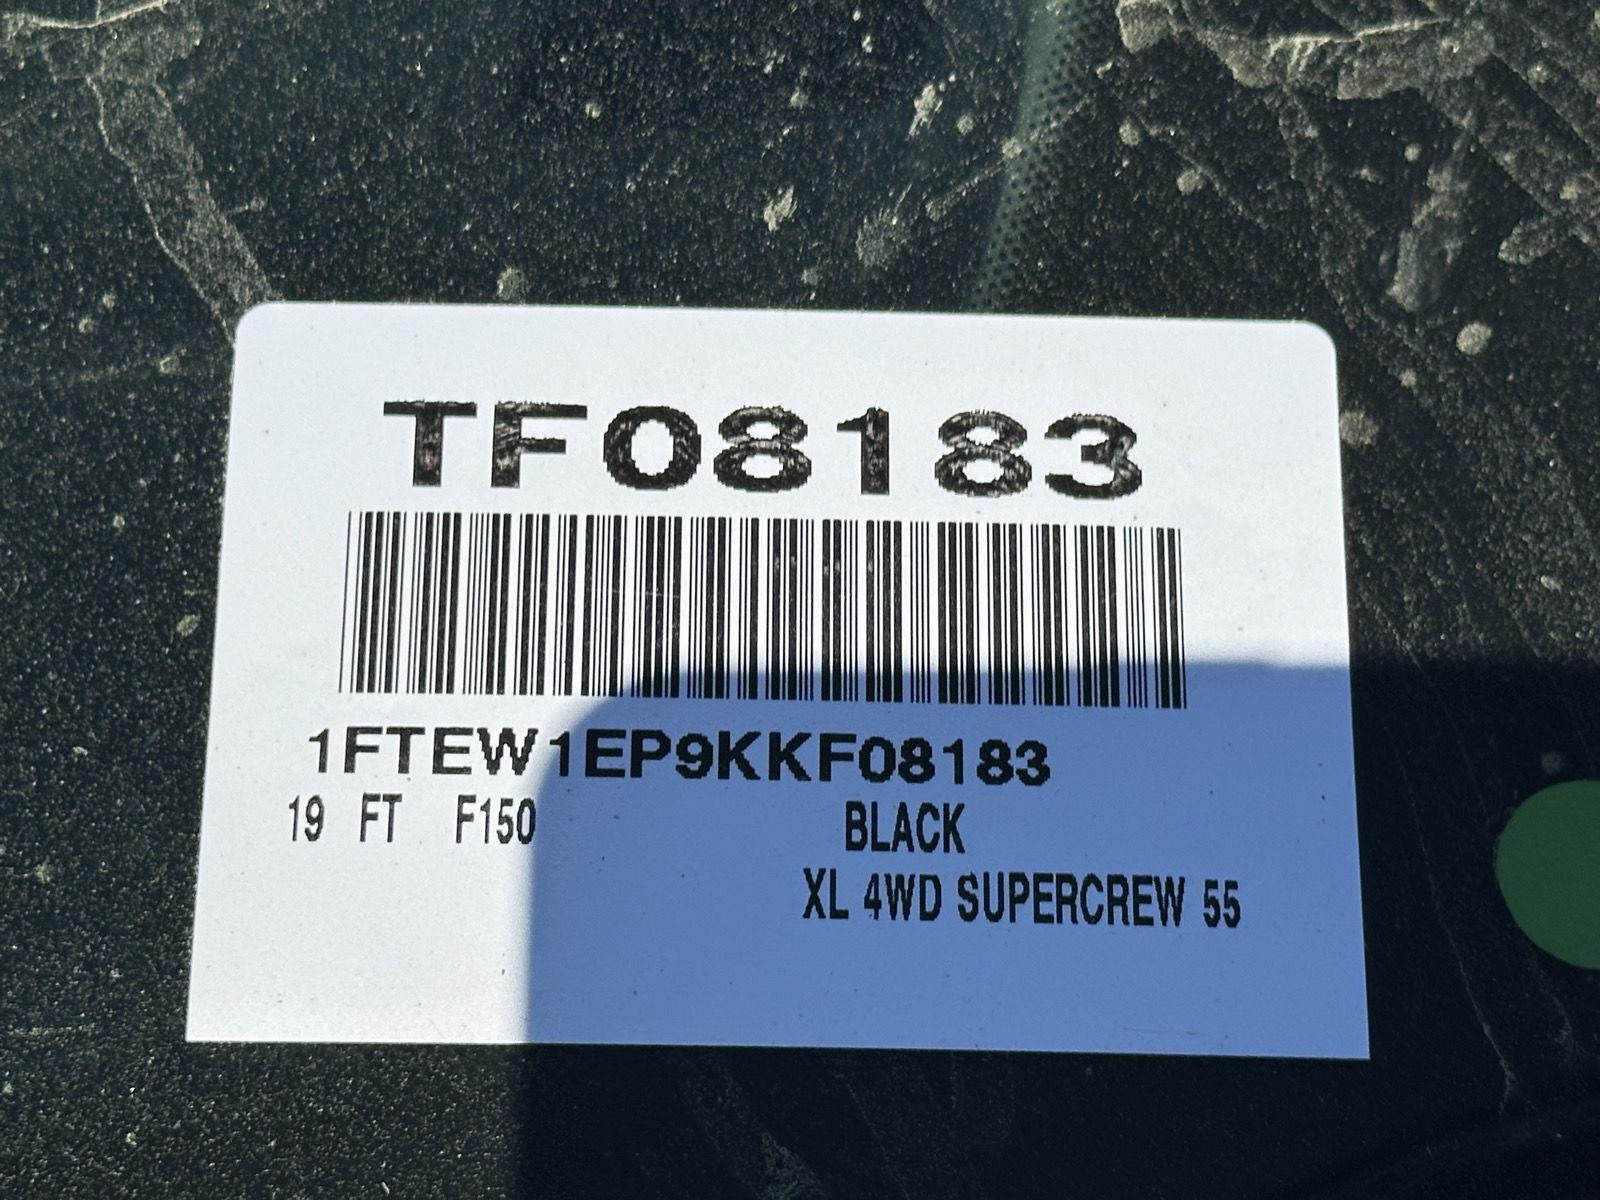 TF08183
1FTEW1EP9KKF08183
19 FT F150 BLACK
XL 4WD SUPERCREW 55